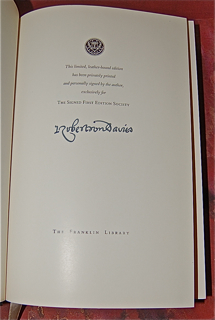 This limited, leather-bound edition
has been privately printed
and personally signed by the author,
exclusively for
THE SIGNED FIRST EDITION SOCIETY
Robertson Davies
THE FRANKLIN LIBRARY